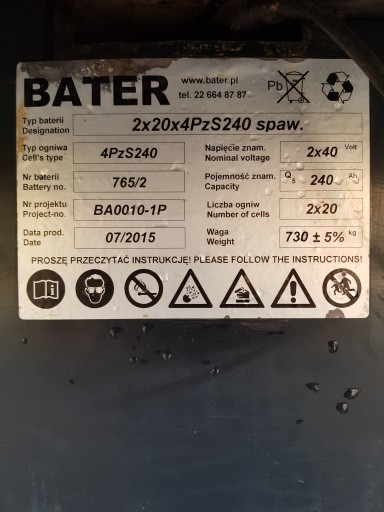 BATER
www.bater.pl
tel. 22 664 87 87
Pb
Typ baterii
Designation
2x20x4PzS240 spaw.
Typ ogniwa
Cell's type
4PzS240
Napięcie znam.
Nominal voltage
2x40 Volt
Nr baterii
Battery no.
765/2
Pojemność znam.
Capacity
Q5 240 Ah
Nr projektu
Project-no.
BA0010-1P
Liczba ogniw
Number of cells
2x20
Data prod.
Date
07/2015
Waga
Weight
730 ± 5% kg
PROSZĘ PRZECZYTAĆ INSTRUKCJĘ! PLEASE FOLLOW THE INSTRUCTIONS!